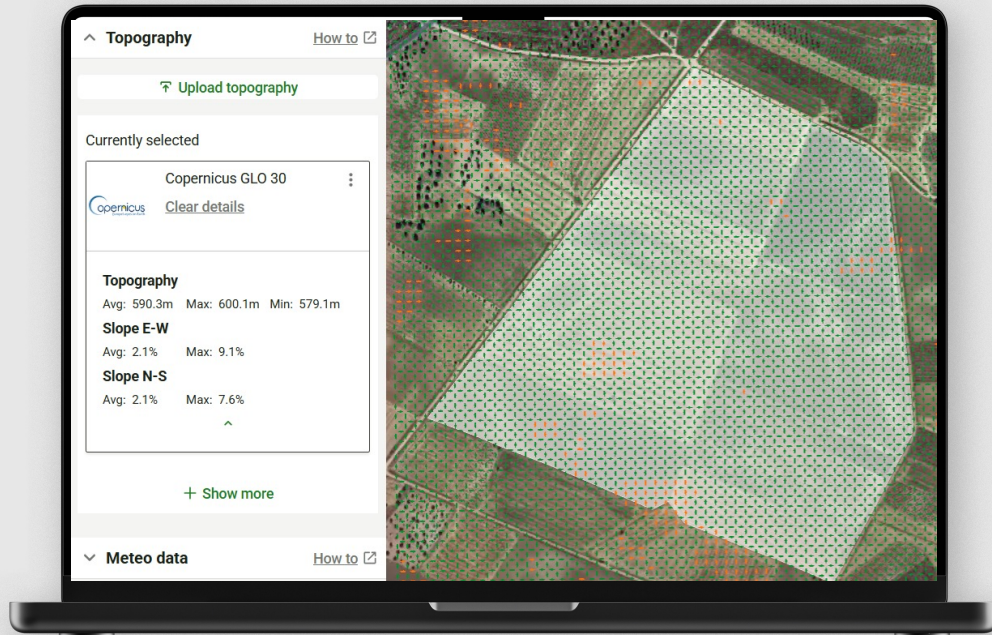 Topography How to
Upload topography
Currently selected
Copernicus GLO 30
opernicus
Clear details
Topography
Avg: 590.3m Max: 600.1m Min: 579.1m
Slope E-W
Avg: 2.1% Max: 9.1%
Slope N-S
Avg: 2.1% Max: 7.6%
+ Show more
Meteo data How to